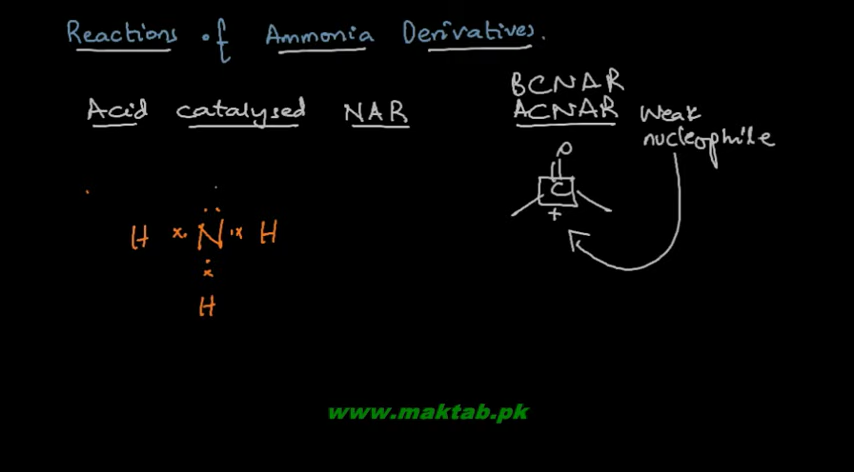 Reactions of Ammonia Derivatives.
BCNAR
Acid catalysed NAR
ACNAR
Weak
nucleophile
O
C
+
H x. N .x H
x
H
www.maktab.pk